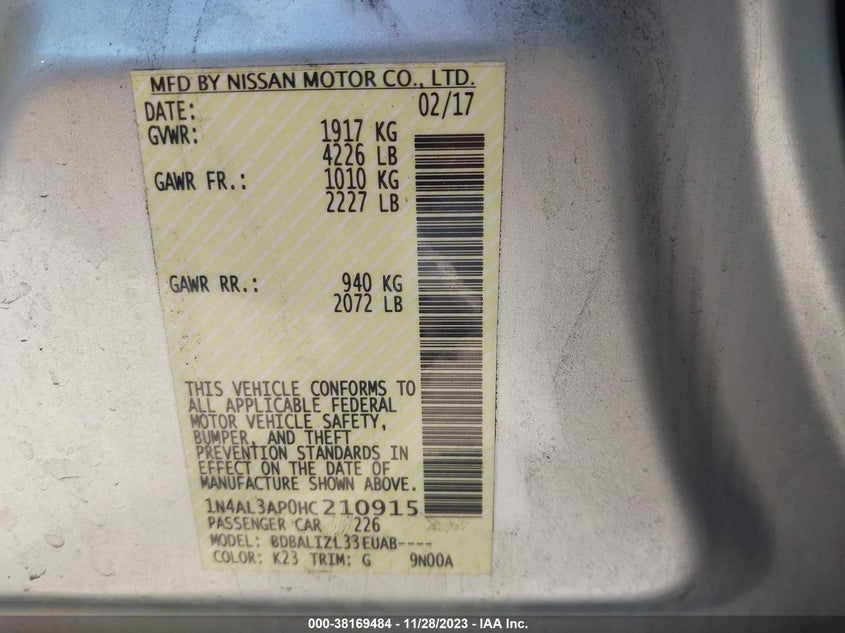 MFD BY NISSAN MOTOR CO., LTD.
DATE: 02/17
GVWR: 1917 KG
4226 LB
GAWR FR.: 1010 KG
2227 LB
GAWR RR.: 940 KG
2072 LB
THIS VEHICLE CONFORMS TO
ALL APPLICABLE FEDERAL
MOTOR VEHICLE SAFETY,
BUMPER, AND THEFT
PREVENTION STANDARDS IN
EFFECT ON THE DATE OF
MANUFACTURE SHOWN ABOVE.
1N4AL3AP0HC210915
PASSENGER CAR 226
MODEL: BDBALIZL33EUAB----
COLOR: K23 TRIM: G 9N00A
000-38169484 - 11/28/2023 - IAA Inc.